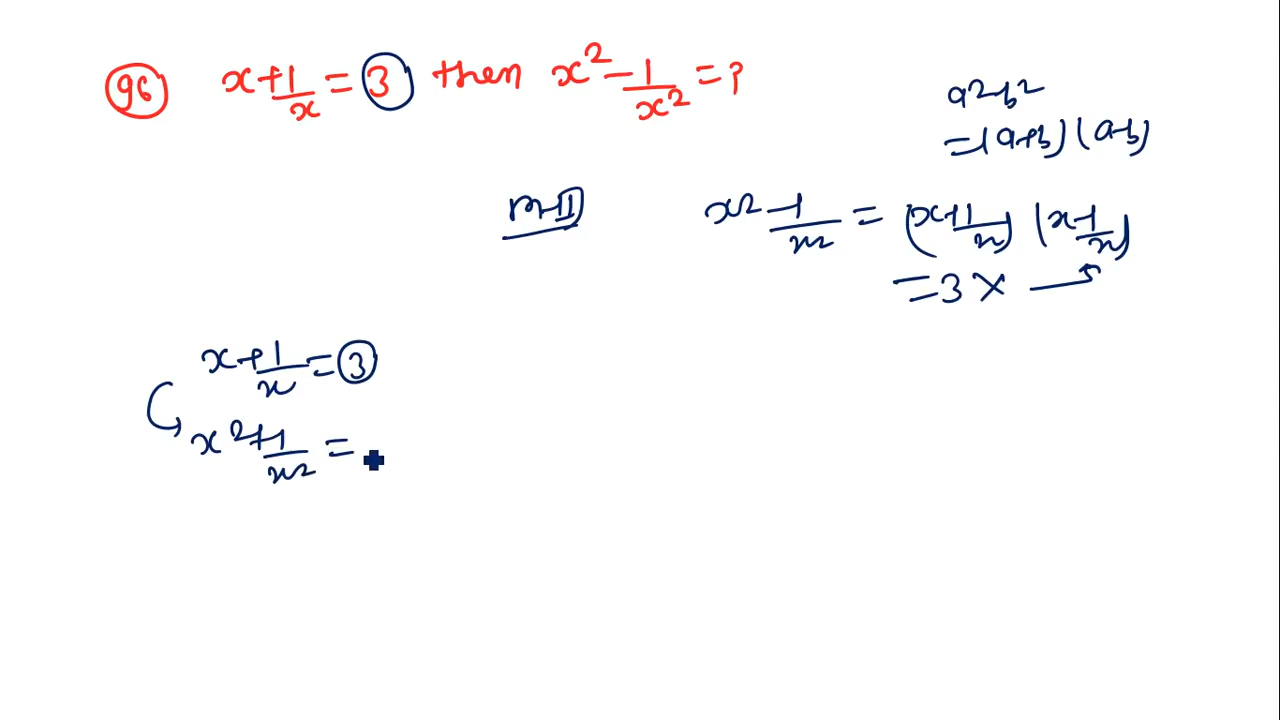 96 x+1/x = 3 then x²-1/x² = ?
a²-b²
=(a+b)(a-b)
M-II
x²-1/x² = (x+1/x)(x-1/x)
=3×
x+1/x=3
x²+1/x²=